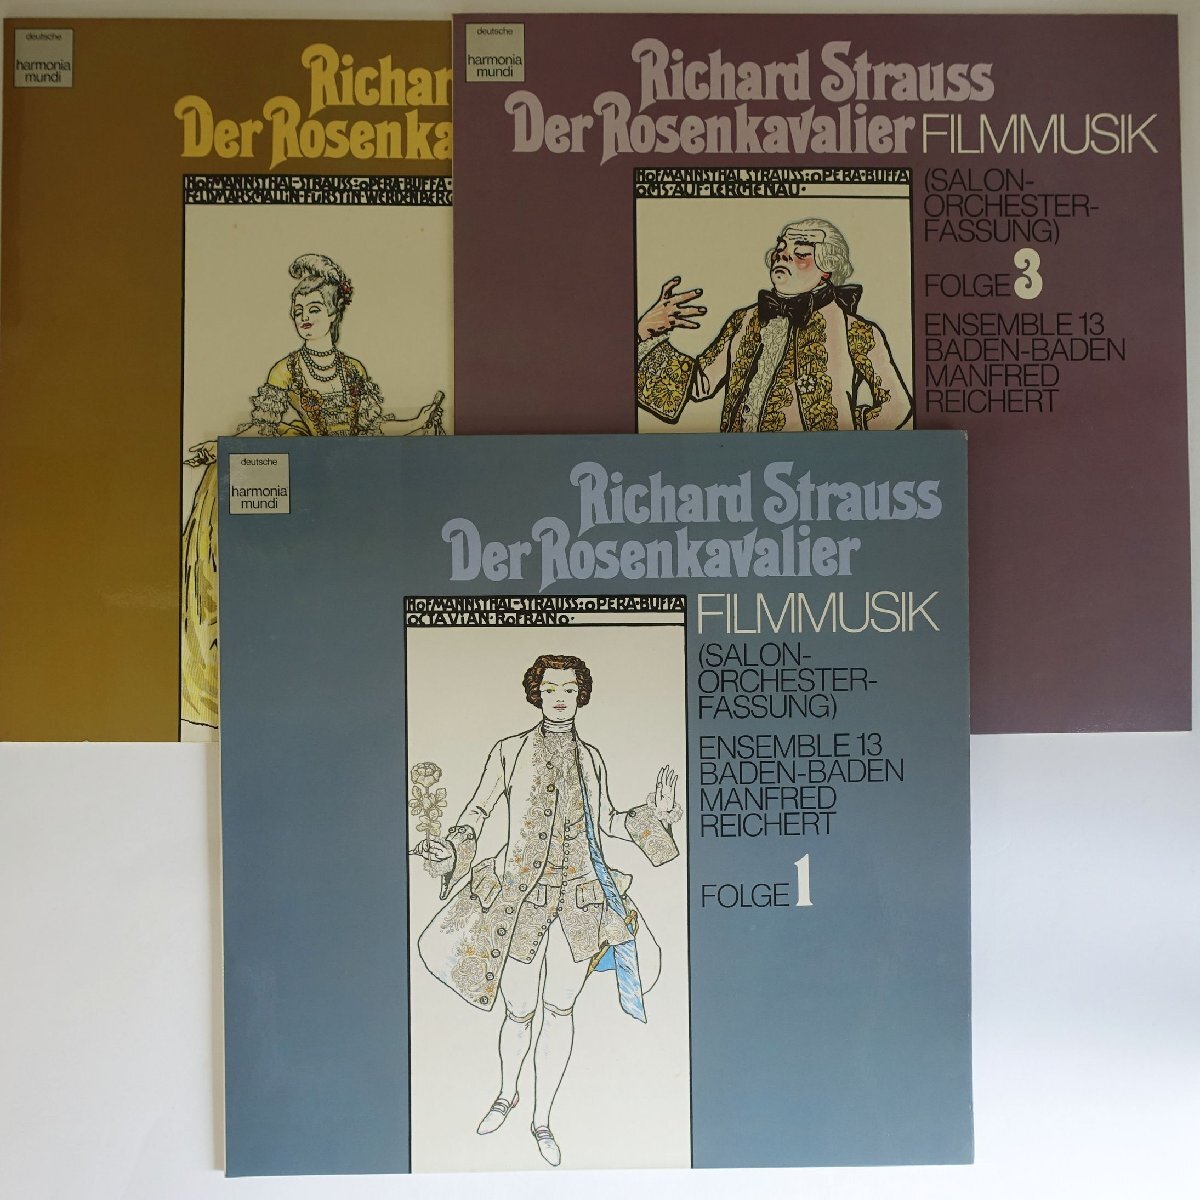 deutsche
harmonia
mundi
Richar
Der Rosenka
HOFMANNSTHAL-STRAUSS:OPERA-BUFFA·
FELDMARSCHALLIN·FÜRSTIN·WERDENBERG
deutsche
harmonia
mundi
Richard Strauss
Der Rosenkavalier FILMMUSIK
HOFMANNSTHAL-STRAUSS:OPERA-BUFFA
OCHS·AUF·LERCHENAU·
(SALON-
ORCHESTER-
FASSUNG)
FOLGE 3
ENSEMBLE 13
BADEN-BADEN
MANFRED
REICHERT
deutsche
harmonia
mundi
Richard Strauss
Der Rosenkavalier
HOFMANNSTHAL-STRAUSS:OPERA-BUFFA
OCTAVIAN·ROFRANO·
FILMMUSIK
(SALON-
ORCHESTER-
FASSUNG)
ENSEMBLE 13
BADEN-BADEN
MANFRED
REICHERT
FOLGE 1